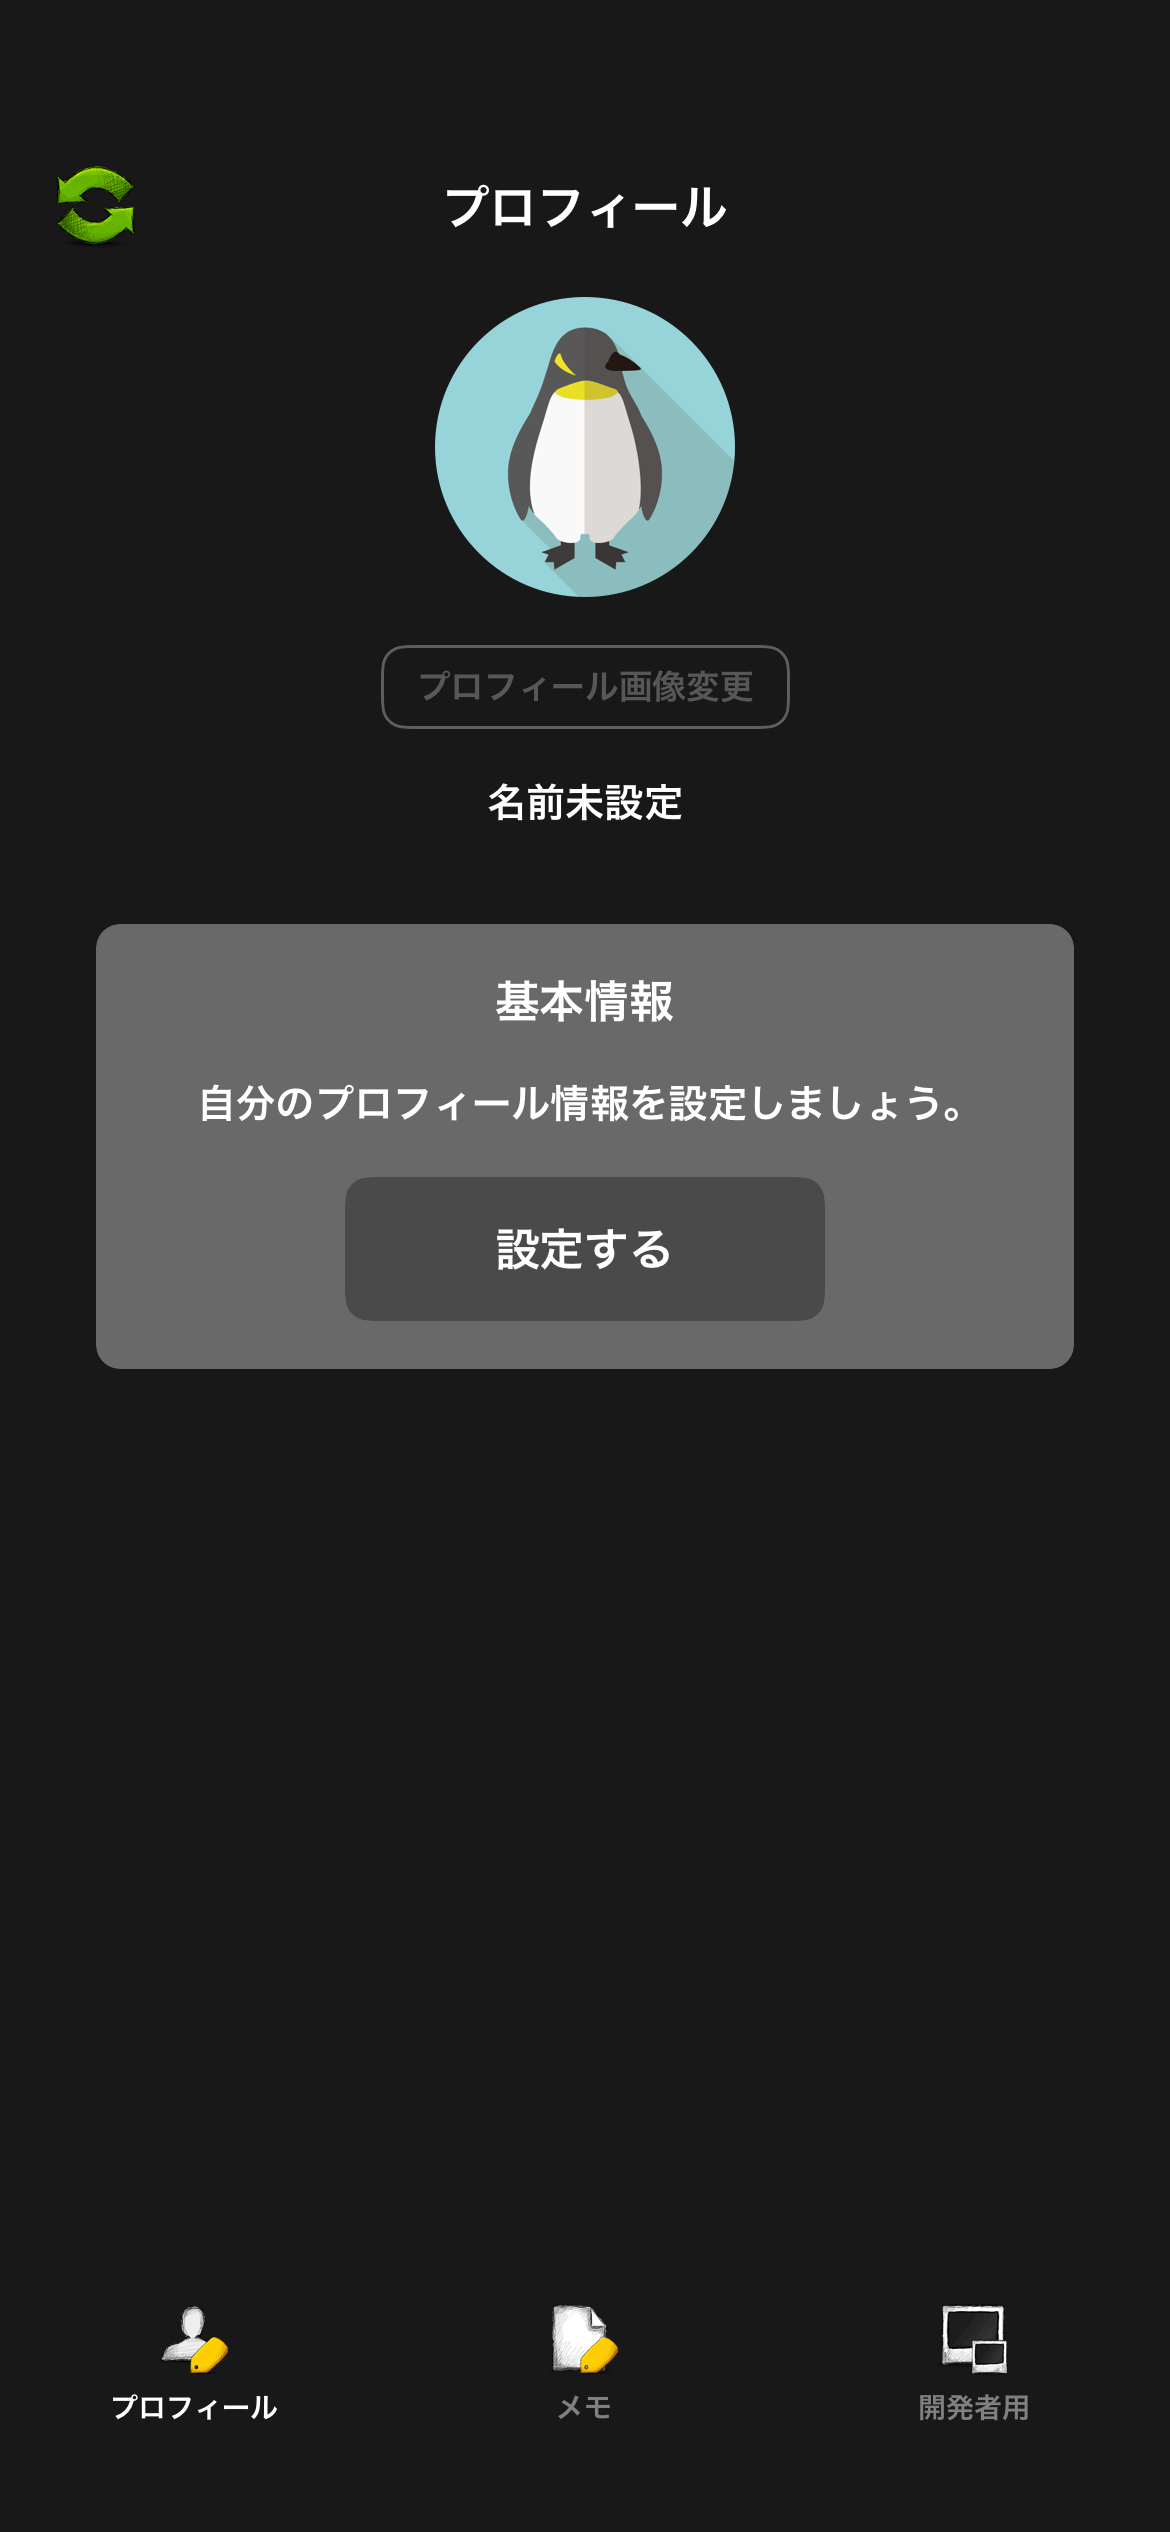 プロフィール
プロフィール画像変更
名前未設定
基本情報
自分のプロフィール情報を設定しましょう。
設定する
プロフィール
メモ
開発者用